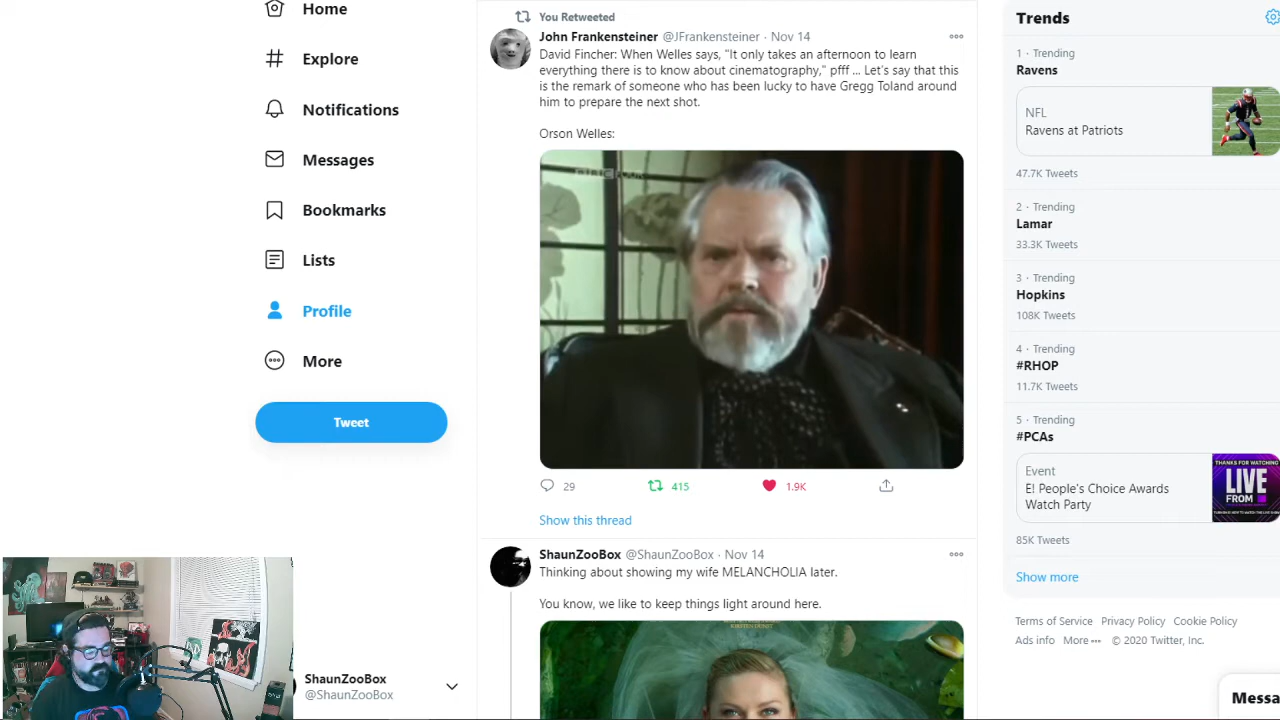 Home
Explore
Notifications
Messages
Bookmarks
Lists
Profile
More
Tweet
ShaunZooBox
@ShaunZooBox
You Retweeted
John Frankensteiner @JFrankensteiner · Nov 14
David Fincher: When Welles says, "It only takes an afternoon to learn
everything there is to know about cinematography," pfff ... Let's say that this
is the remark of someone who has been lucky to have Gregg Toland around
him to prepare the next shot.
Orson Welles:
29
415
1.9K
Show this thread
ShaunZooBox @ShaunZooBox · Nov 14
Thinking about showing my wife MELANCHOLIA later.
You know, we like to keep things light around here.
KIRSTEN DUNST
Trends
1 · Trending
Ravens
NFL
Ravens at Patriots
47.7K Tweets
2 · Trending
Lamar
33.3K Tweets
3 · Trending
Hopkins
108K Tweets
4 · Trending
#RHOP
11.7K Tweets
5 · Trending
#PCAs
Event
E! People's Choice Awards
Watch Party
THANKS FOR WATCHING
LIVE
FROM
85K Tweets
Show more
Terms of Service Privacy Policy Cookie Policy
Ads info More ··· © 2020 Twitter, Inc.
Messa